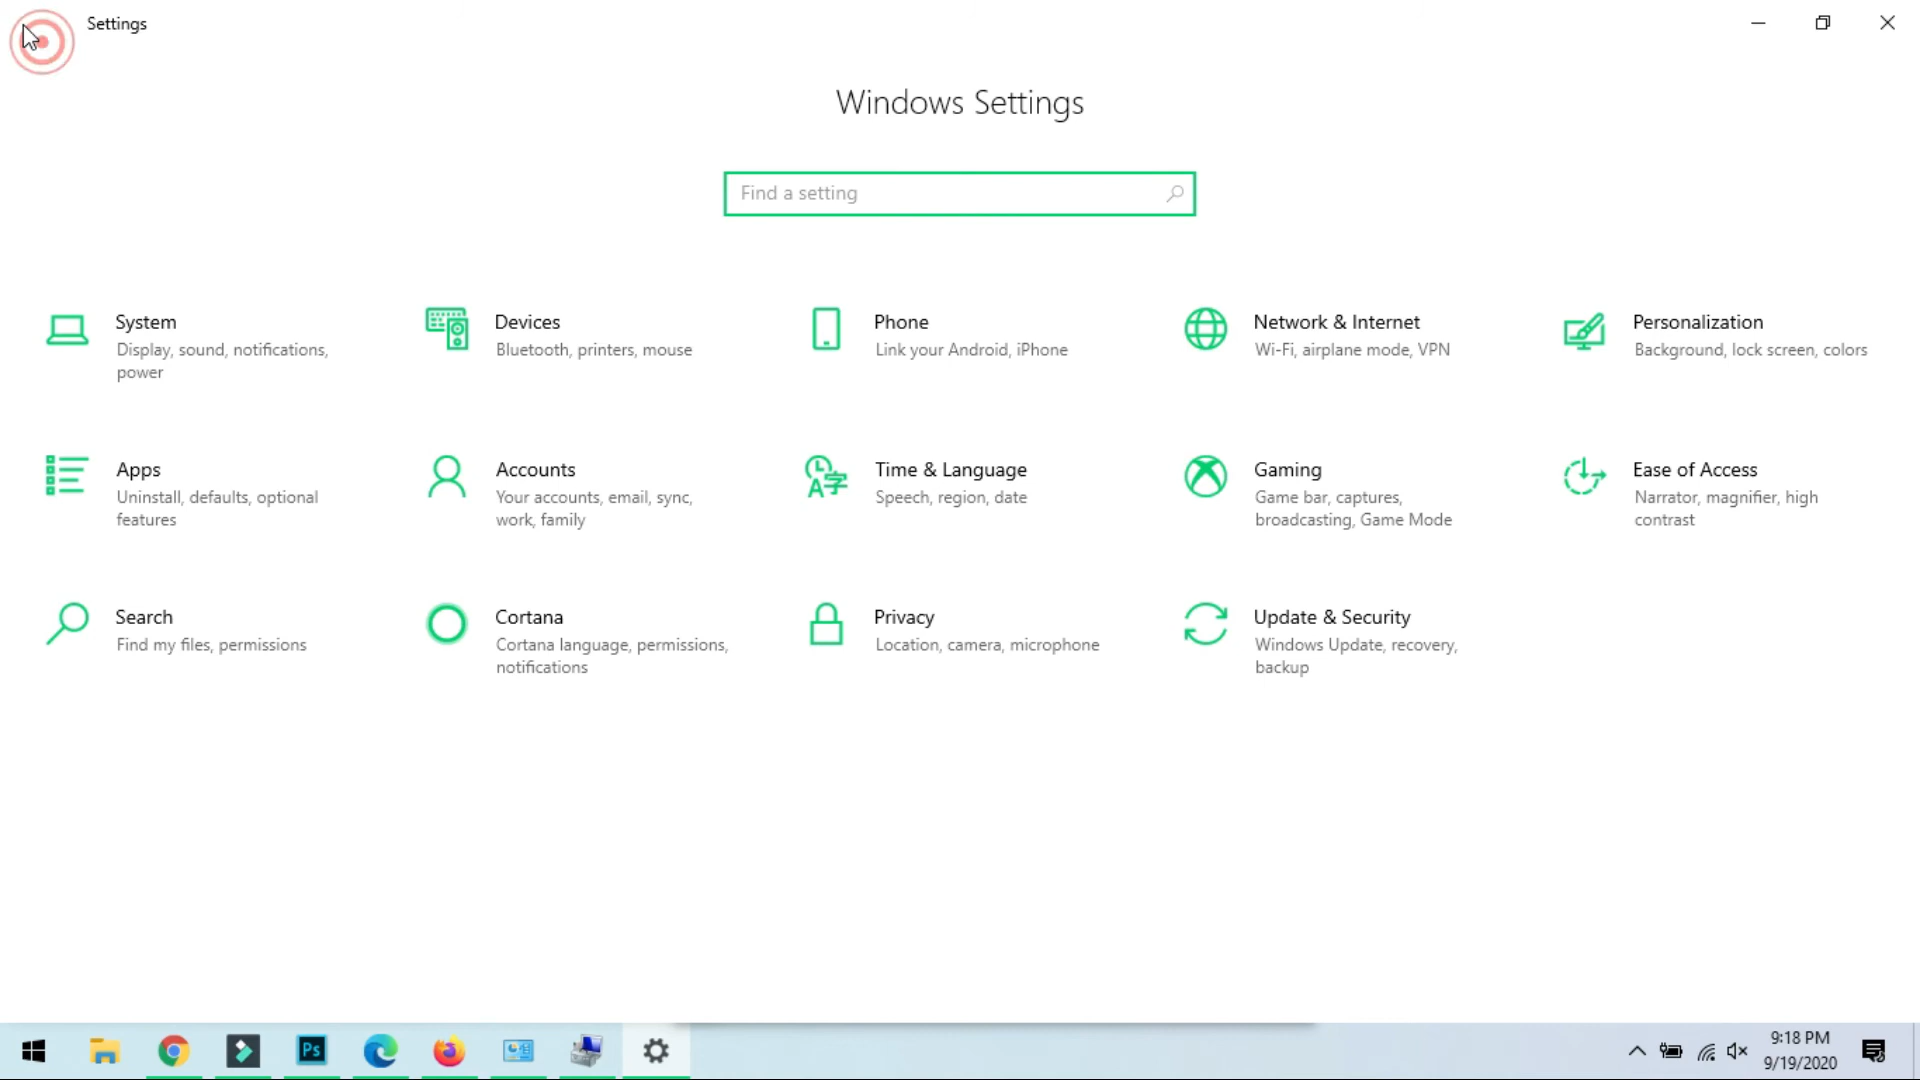 Settings
Windows Settings
Find a setting
System
Display, sound, notifications,
power
Devices
Bluetooth, printers, mouse
Phone
Link your Android, iPhone
Network & Internet
Wi-Fi, airplane mode, VPN
Personalization
Background, lock screen, colors
Apps
Uninstall, defaults, optional
features
Accounts
Your accounts, email, sync,
work, family
Time & Language
Speech, region, date
Gaming
Game bar, captures,
broadcasting, Game Mode
Ease of Access
Narrator, magnifier, high
contrast
Search
Find my files, permissions
Cortana
Cortana language, permissions,
notifications
Privacy
Location, camera, microphone
Update & Security
Windows Update, recovery,
backup
Ps
9:18 PM
9/19/2020